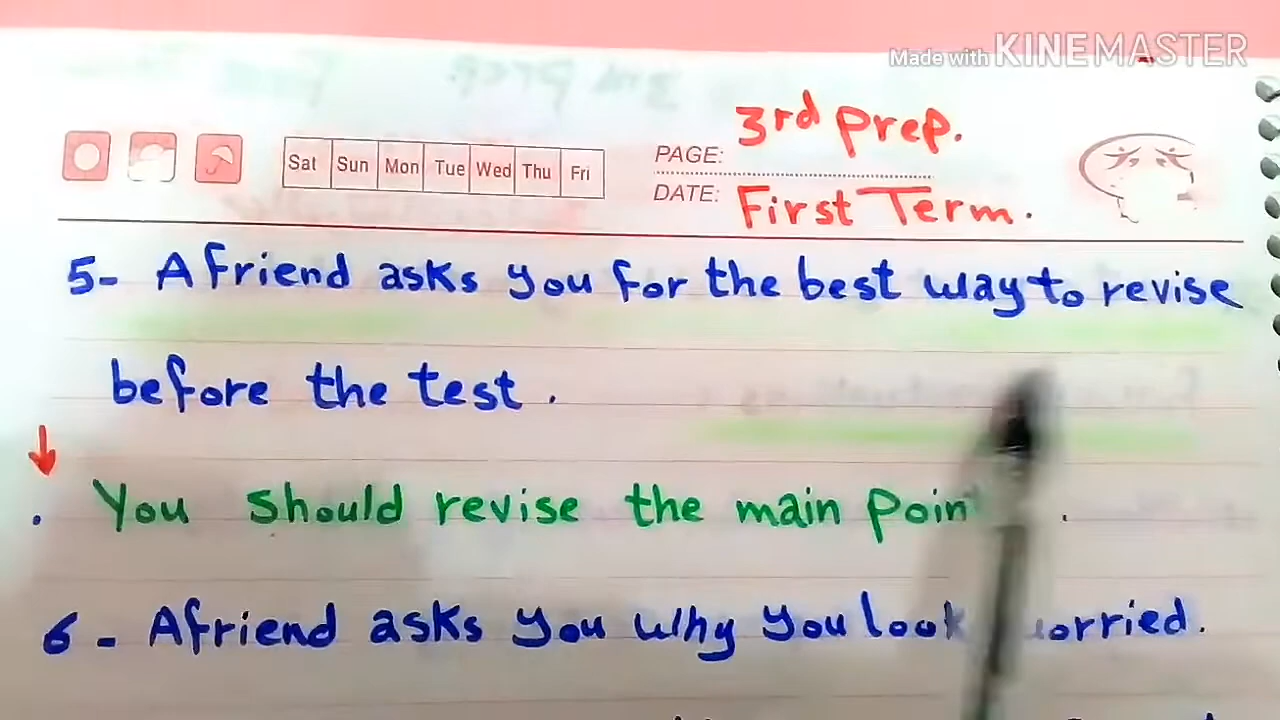 Made with KINEMASTER
3rd prep.
PAGE:
Sat Sun Mon Tue Wed Thu Fri
DATE: First Term.
5- A friend asks you for the best way to revise
before the test.
You should revise the main
6- A friend asks you why you look